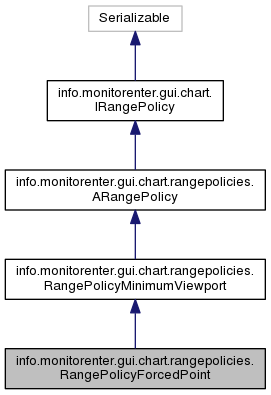 Serializable
info.monitorenter.gui.chart.
IRangePolicy
info.monitorenter.gui.chart.rangepolicies.
ARangePolicy
info.monitorenter.gui.chart.rangepolicies.
RangePolicyMinimumViewport
info.monitorenter.gui.chart.rangepolicies.
RangePolicyForcedPoint